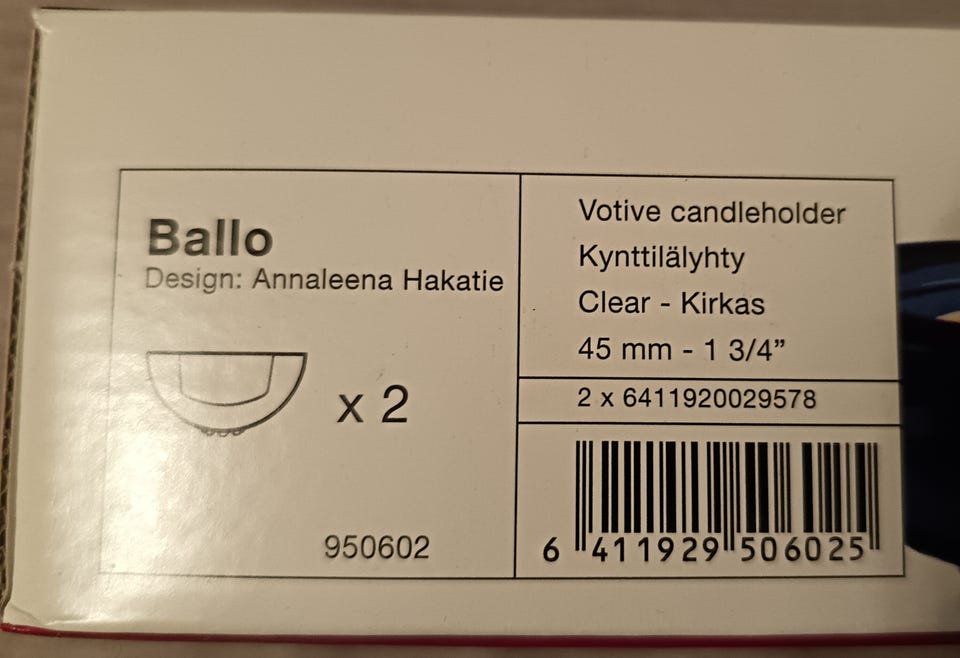 Ballo
Design: Annaleena Hakatie
x 2
950602
Votive candleholder
Kynttilälyhty
Clear - Kirkas
45 mm - 1 3/4”
2 x 6411920029578
6 411929 506025